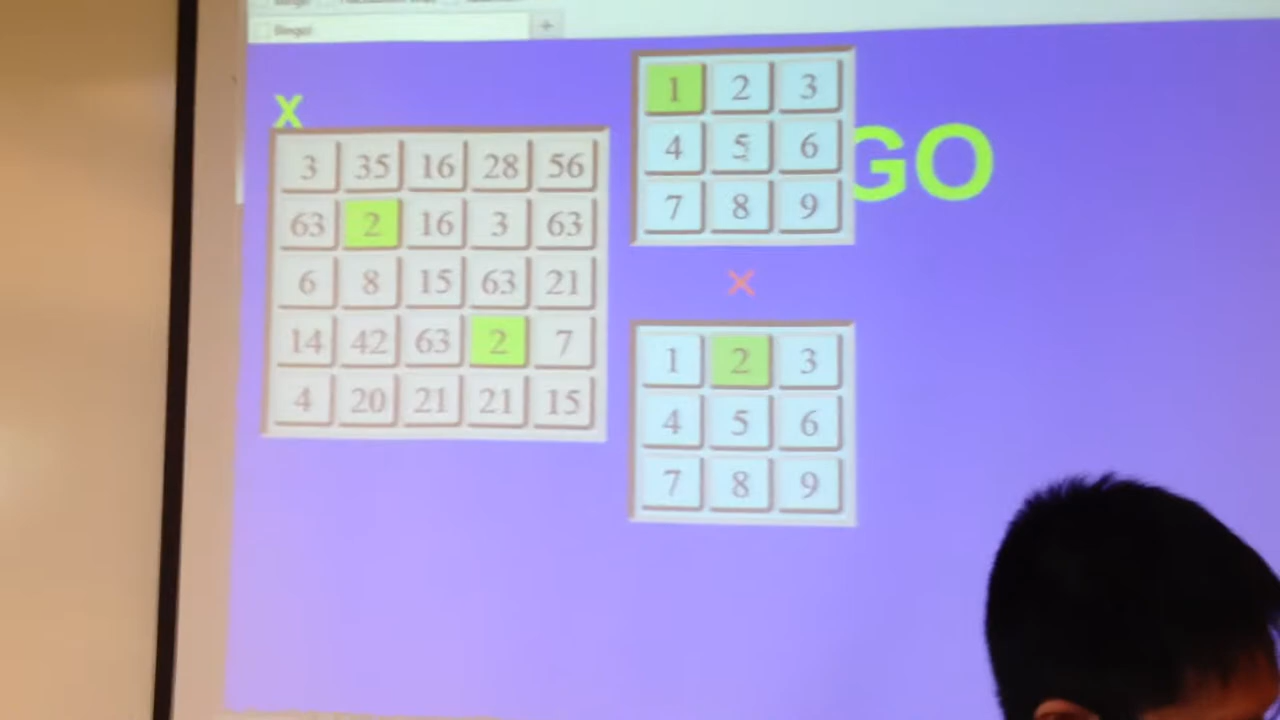 Bingo!
+
X
GO
3 35 16 28 56
63 2 16 3 63
6 8 15 63 21
14 42 63 2 7
4 20 21 21 15
1 2 3
4 5 6
7 8 9
×
1 2 3
4 5 6
7 8 9